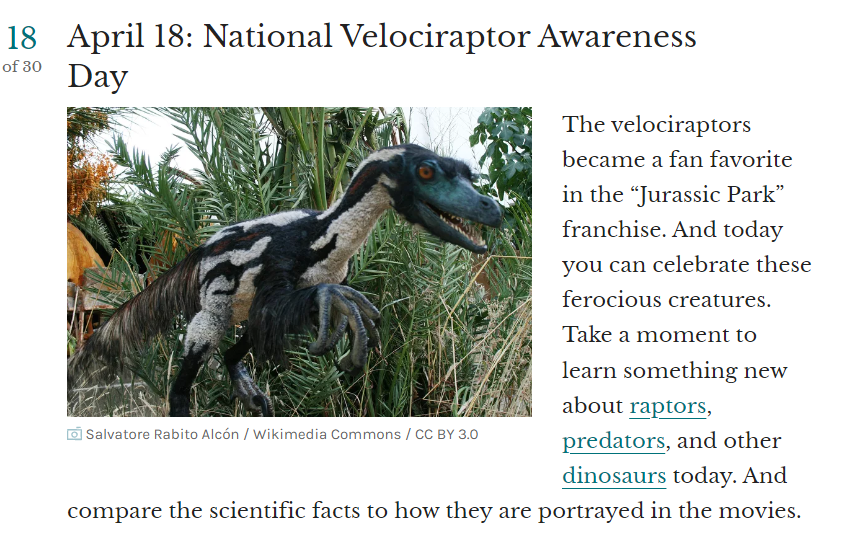 18
of 30
April 18: National Velociraptor Awareness
Day
The velociraptors
became a fan favorite
in the “Jurassic Park”
franchise. And today
you can celebrate these
ferocious creatures.
Take a moment to
learn something new
about raptors,
predators, and other
dinosaurs today. And
compare the scientific facts to how they are portrayed in the movies.
Salvatore Rabito Alcón / Wikimedia Commons / CC BY 3.0